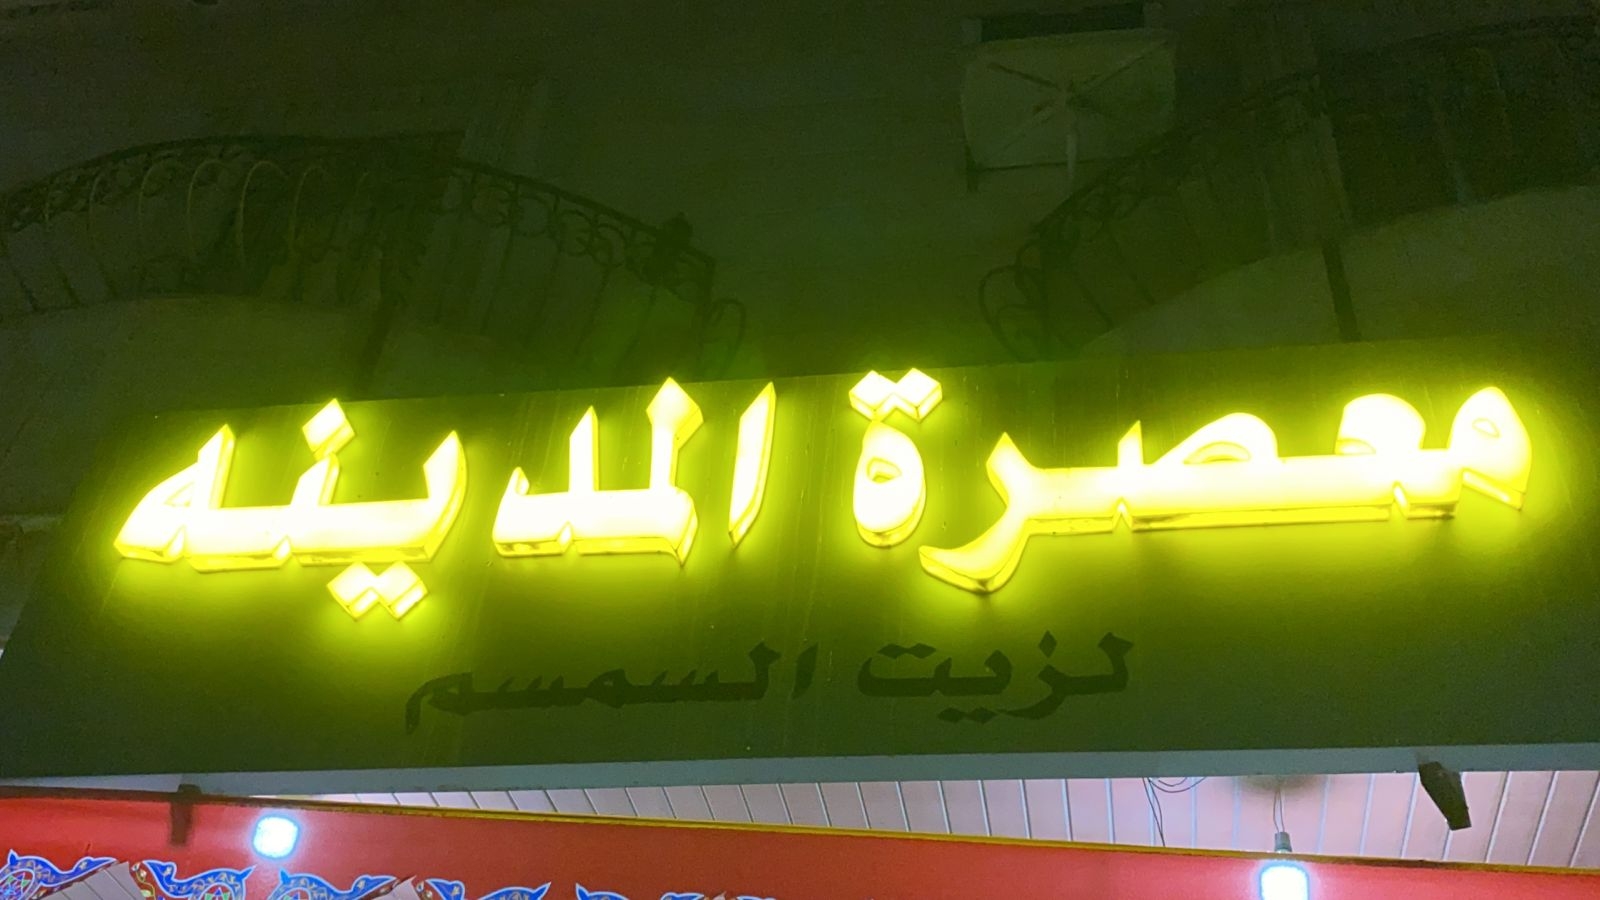 معصرة المدينه
لزيت السمسم